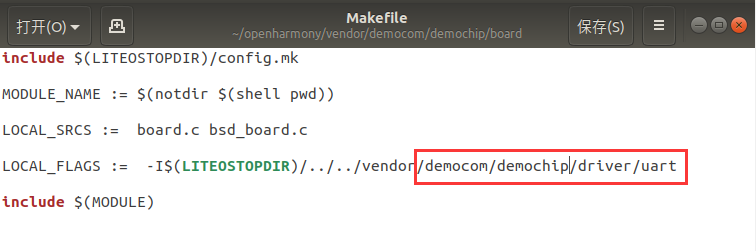 打开(O)
Makefile
~/openharmony/vendor/democom/demochip/board
保存(S)
include $(LITEOSTOPDIR)/config.mk
MODULE_NAME := $(notdir $(shell pwd))
LOCAL_SRCS :=  board.c bsd_board.c
LOCAL_FLAGS :=  -I$(LITEOSTOPDIR)/../../vendor/democom/demochip/driver/uart
include $(MODULE)